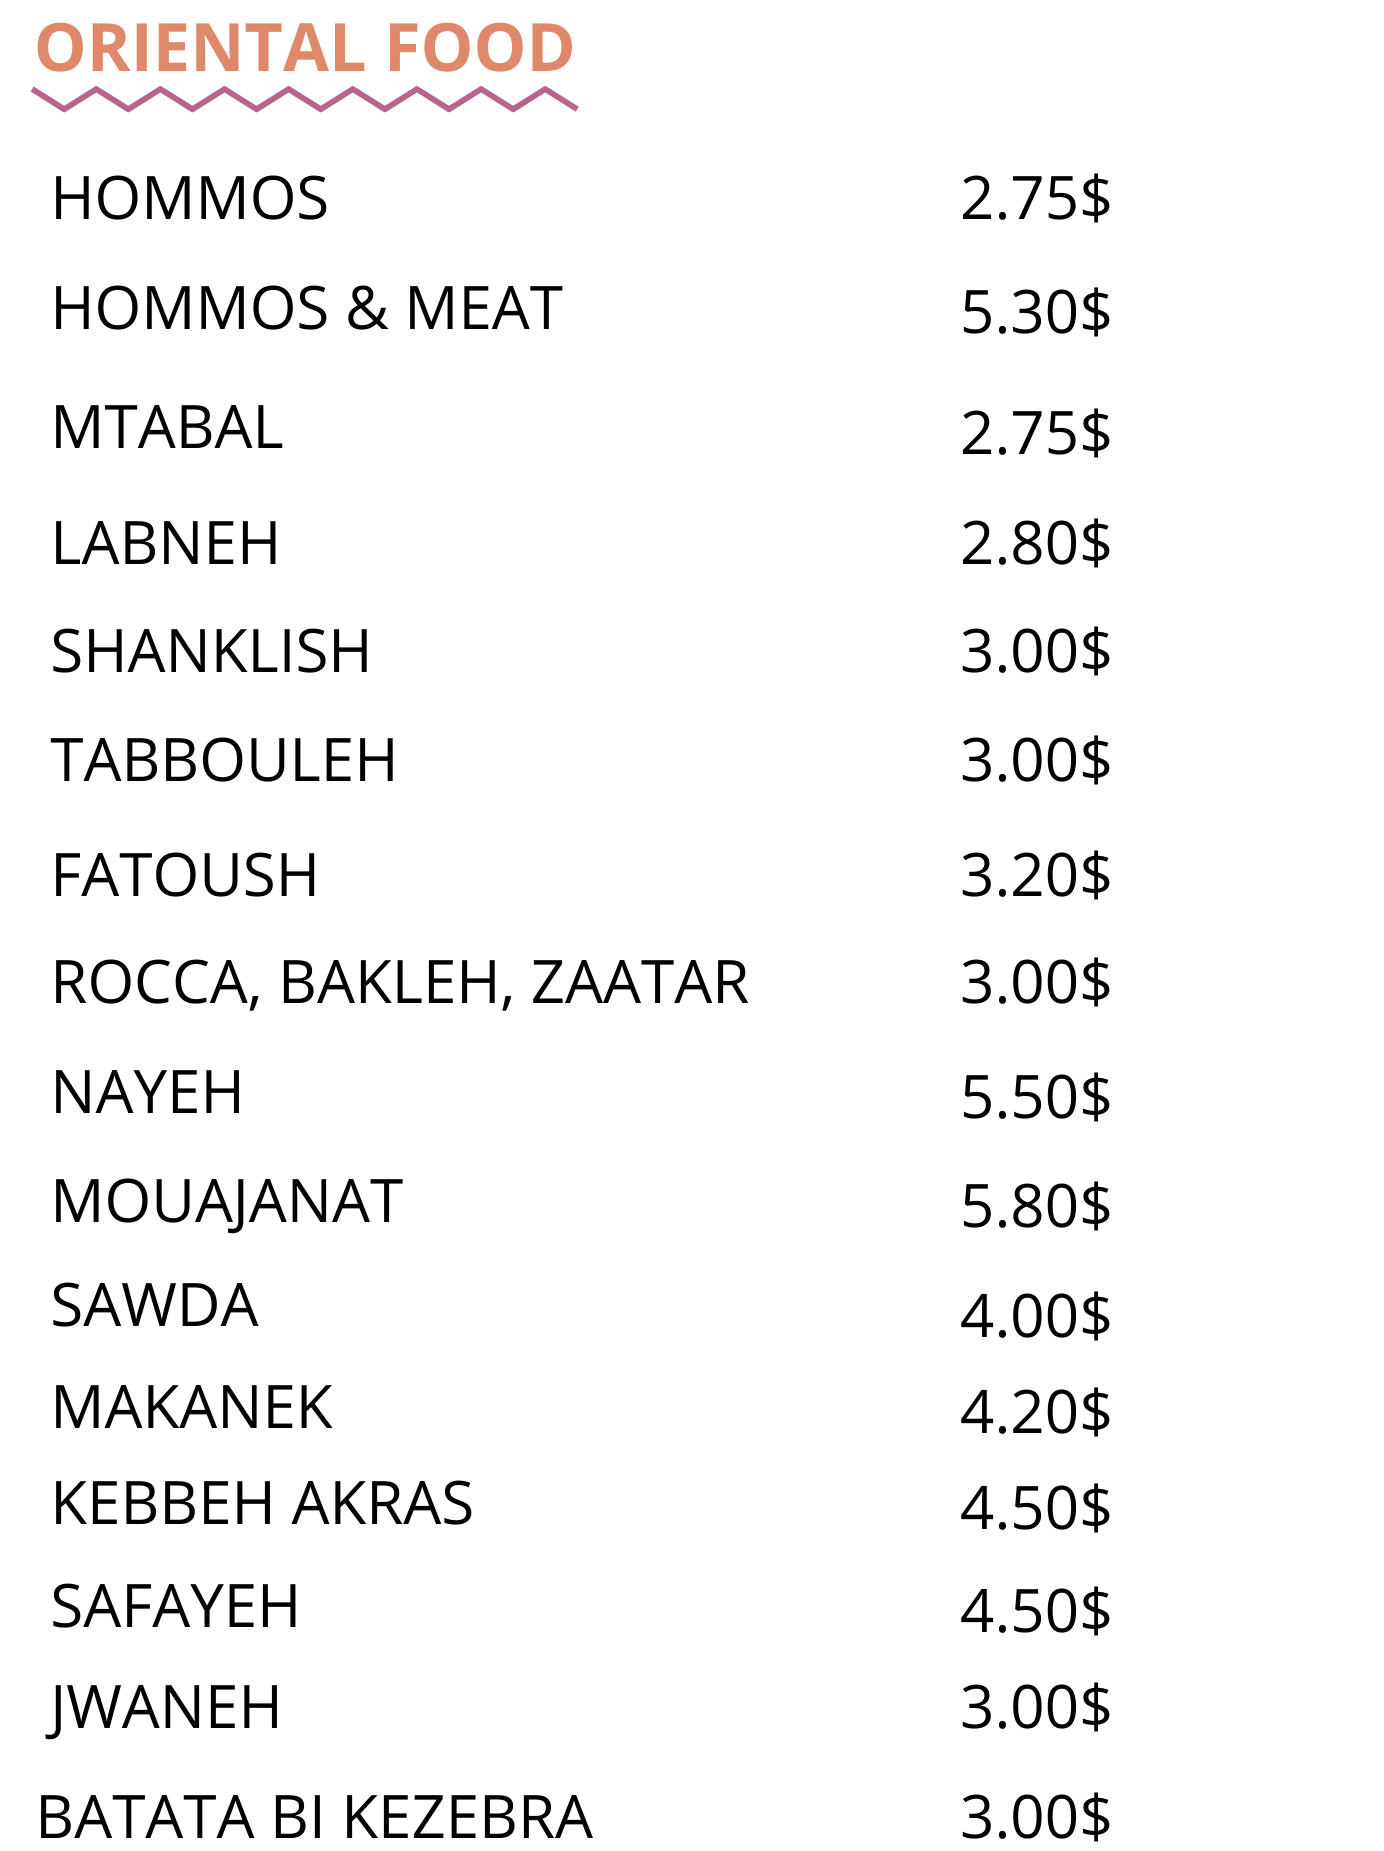 ORIENTAL FOOD
HOMMOS 2.75$
HOMMOS & MEAT 5.30$
MTABAL 2.75$
LABNEH 2.80$
SHANKLISH 3.00$
TABBOULEH 3.00$
FATOUSH 3.20$
ROCCA, BAKLEH, ZAATAR 3.00$
NAYEH 5.50$
MOUAJANAT 5.80$
SAWDA 4.00$
MAKANEK 4.20$
KEBBEH AKRAS 4.50$
SAFAYEH 4.50$
JWANEH 3.00$
BATATA BI KEZEBRA 3.00$